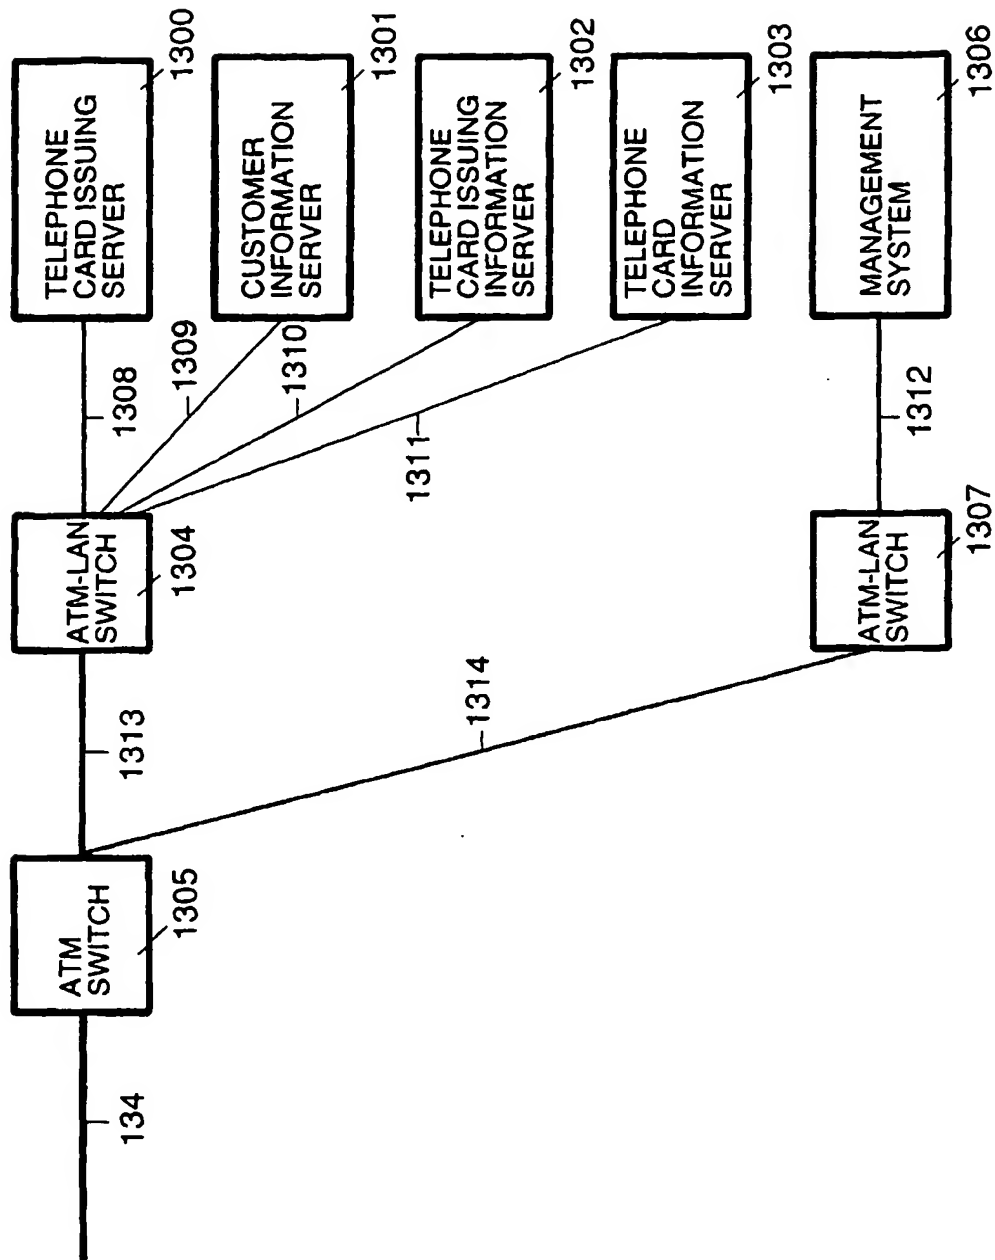 TELEPHONE
CARD ISSUING
SERVER
1300
CUSTOMER
INFORMATION
SERVER
1301
TELEPHONE
CARD ISSUING
INFORMATION
SERVER
1302
TELEPHONE
CARD
INFORMATION
SERVER
1303
MANAGEMENT
SYSTEM
1306
1308
1309
1310
1311
1312
ATM-LAN
SWITCH
1304
ATM-LAN
SWITCH
1307
1313
1314
ATM
SWITCH
1305
134